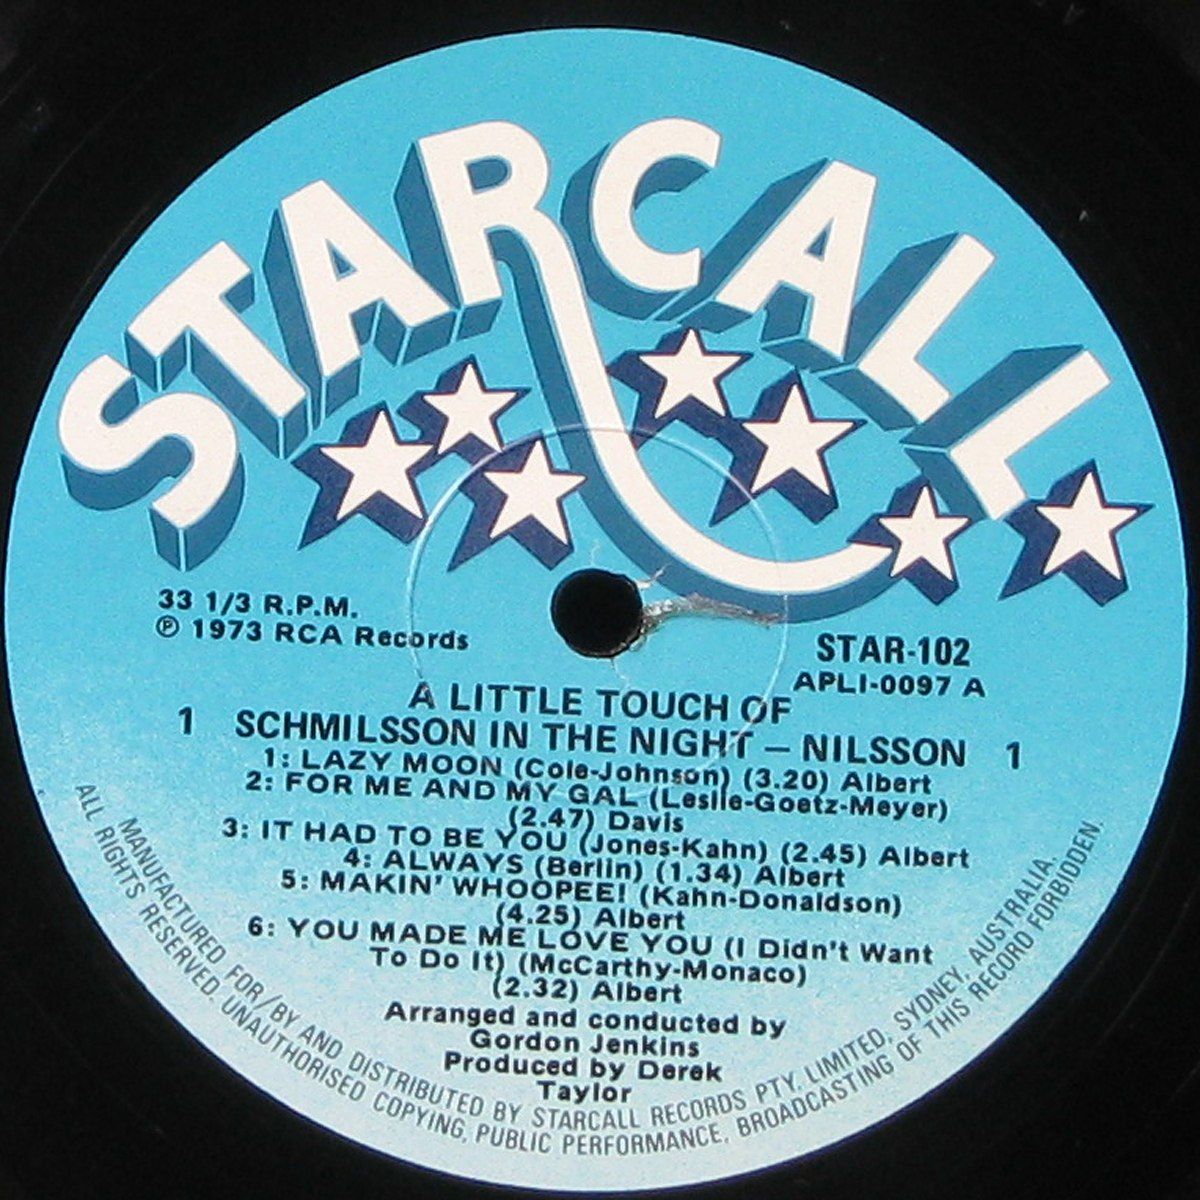 STARCALL
33 1/3 R.P.M.
℗ 1973 RCA Records
STAR-102
APLI-0097 A
A LITTLE TOUCH OF
1 SCHMILSSON IN THE NIGHT – NILSSON 1
1: LAZY MOON (Cole-Johnson) (3.20) Albert
2: FOR ME AND MY GAL (Leslie-Goetz-Meyer)
(2.47) Davis
3: IT HAD TO BE YOU (Jones-Kahn) (2.45) Albert
4: ALWAYS (Berlin) (1.34) Albert
5: MAKIN' WHOOPEE! (Kahn-Donaldson)
(4.25) Albert
6: YOU MADE ME LOVE YOU (I Didn't Want
To Do It) (McCarthy-Monaco)
(2.32) Albert
Arranged and conducted by
Gordon Jenkins
Produced by Derek
Taylor
MANUFACTURED FOR/BY AND DISTRIBUTED BY STARCALL RECORDS PTY. LIMITED, SYDNEY, AUSTRALIA.
ALL RIGHTS RESERVED. UNAUTHORISED COPYING, PUBLIC PERFORMANCE, BROADCASTING OF THIS RECORD FORBIDDEN.